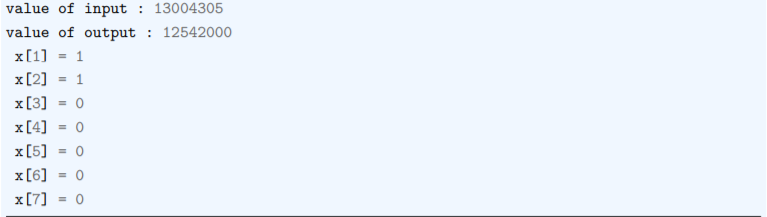 value of input : 13004305
value of output : 12542000
x[1] = 1
x[2] = 1
x[3] = 0
x[4] = 0
x[5] = 0
x[6] = 0
x[7] = 0